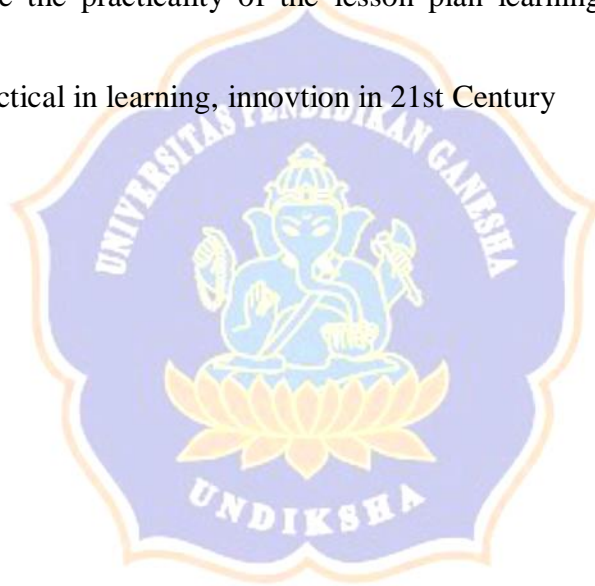 e the practicality of the lesson plan learning
ctical in learning, innovtion in 21st Century
UNIVERSITAS PENDIDIKAN GANESHA
UNDIKSHA